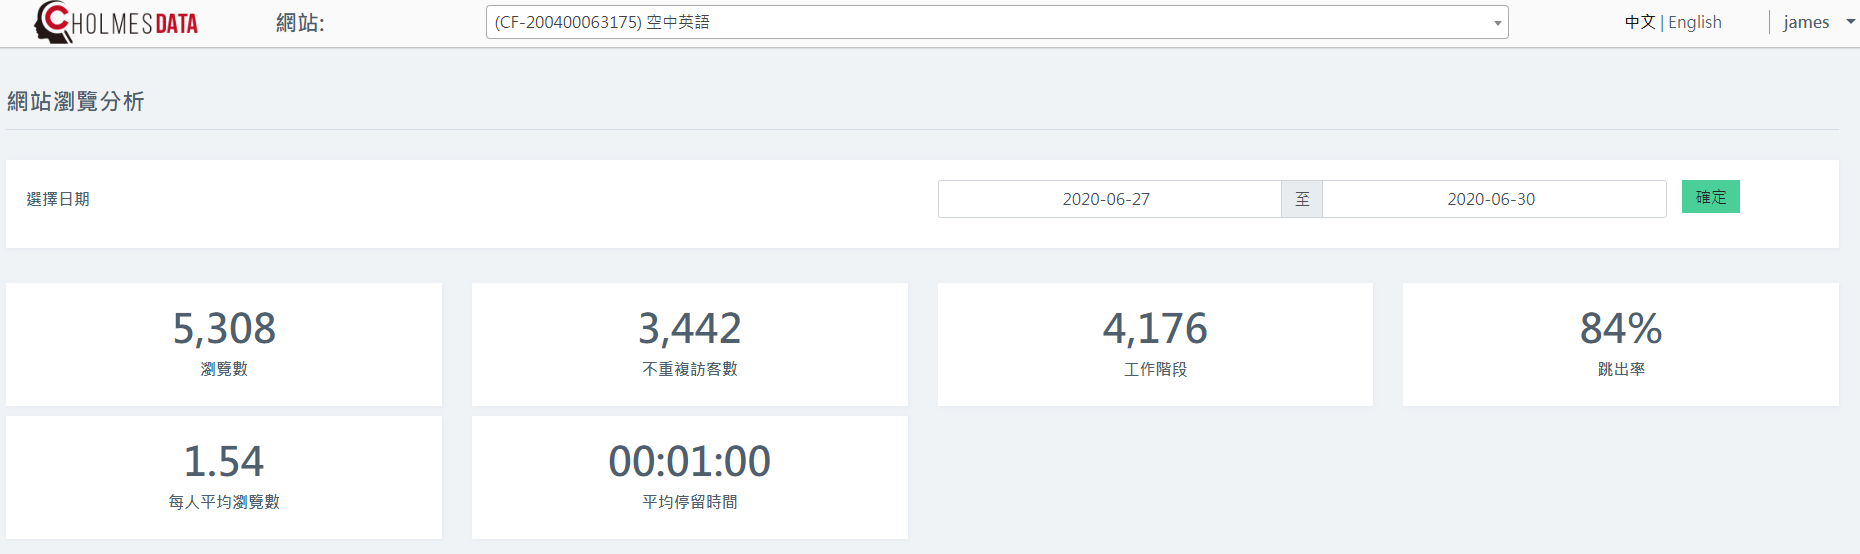 CHOLMESDATA
網站:
(CF-200400063175) 空中英語
中文 | English
james
網站瀏覽分析
選擇日期
2020-06-27 至 2020-06-30
確定
5,308
瀏覽數
3,442
不重複訪客數
4,176
工作階段
84%
跳出率
1.54
每人平均瀏覽數
00:01:00
平均停留時間